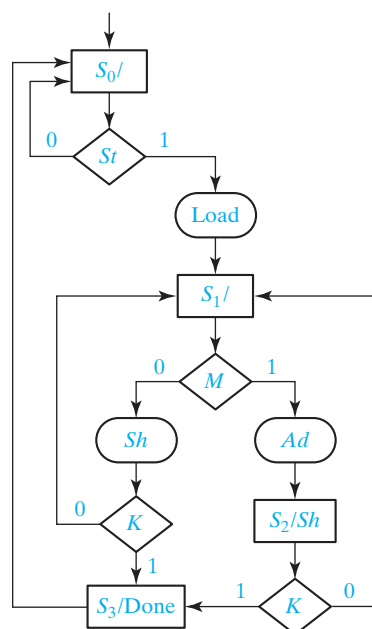 S₀/
0 St 1
Load
S₁/
0 M 1
Sh Ad
0 K
S₂/Sh
1
S₃/Done 1 K 0